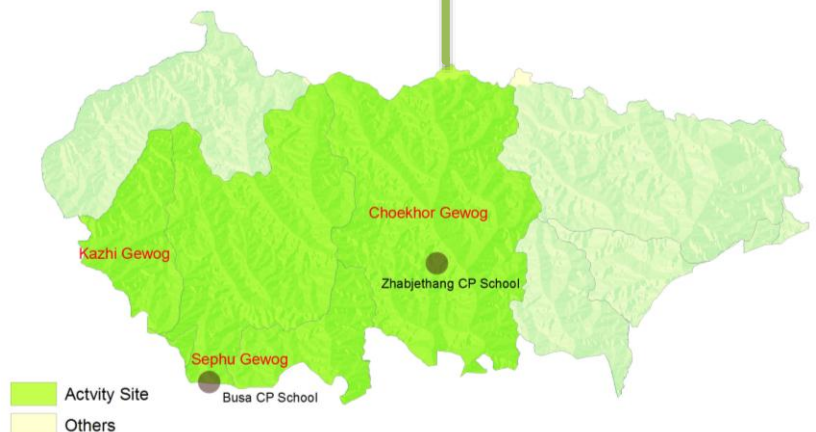 Choekhor Gewog
Kazhi Gewog
Zhabjethang CP School
Sephu Gewog
Busa CP School
Actvity Site
Others